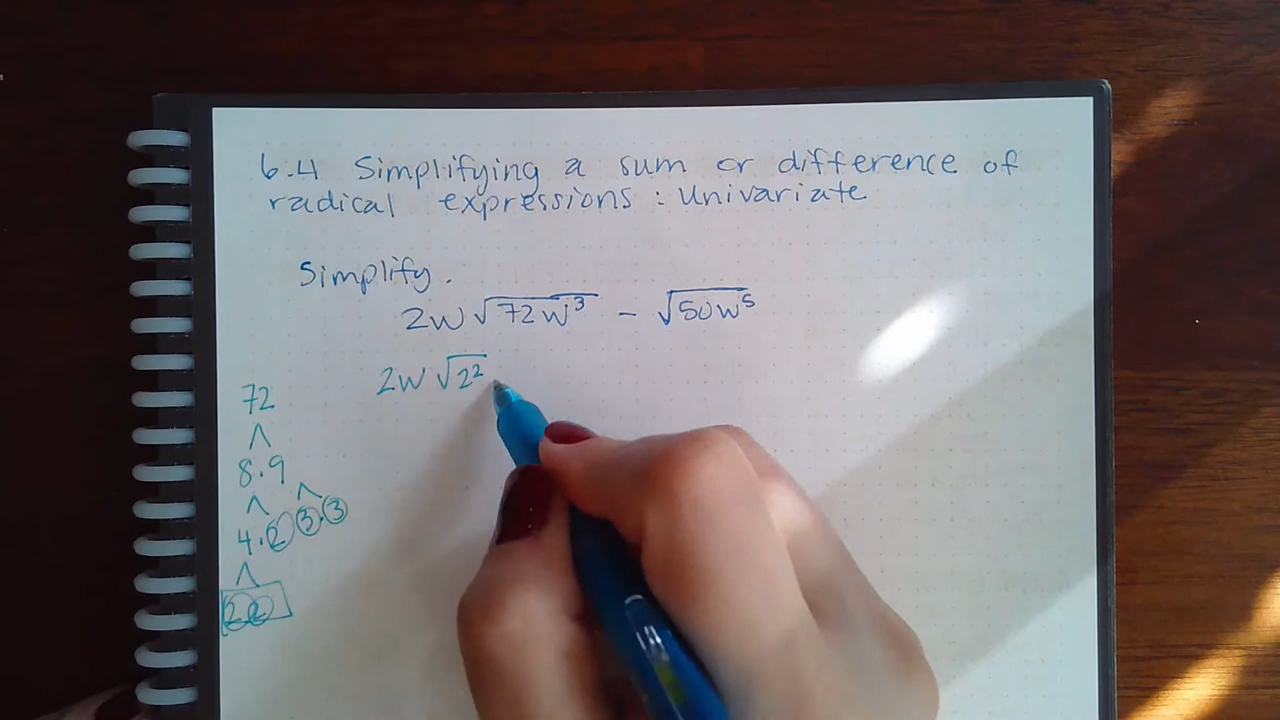 6.4 Simplifying a sum or difference of
radical expressions : Univariate
Simplify.
2w √72w³ - √50w⁵
2w √2²
72
8·9
4·2 3·3
2·2